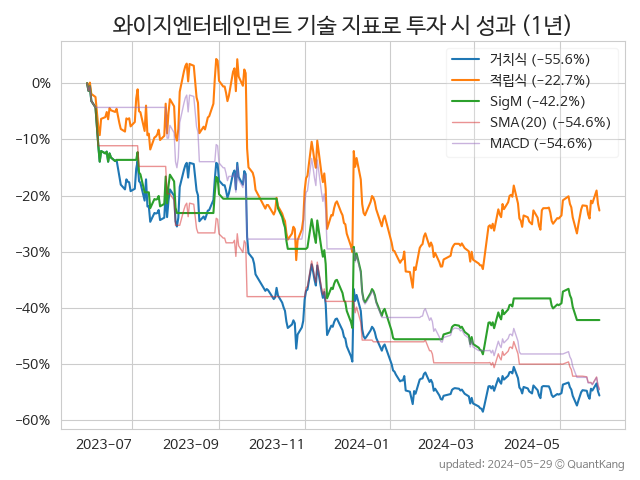 와이지엔터테인먼트 기술 지표로 투자 시 성과 (1년)
거치식 (−55.6%)
적립식 (−22.7%)
SigM (−42.2%)
SMA(20) (−54.6%)
MACD (−54.6%)
0%
−10%
−20%
−30%
−40%
−50%
−60%
2023−07 2023−09 2023−11 2024−01 2024−03 2024−05
updated: 2024−05−29 © QuantKang